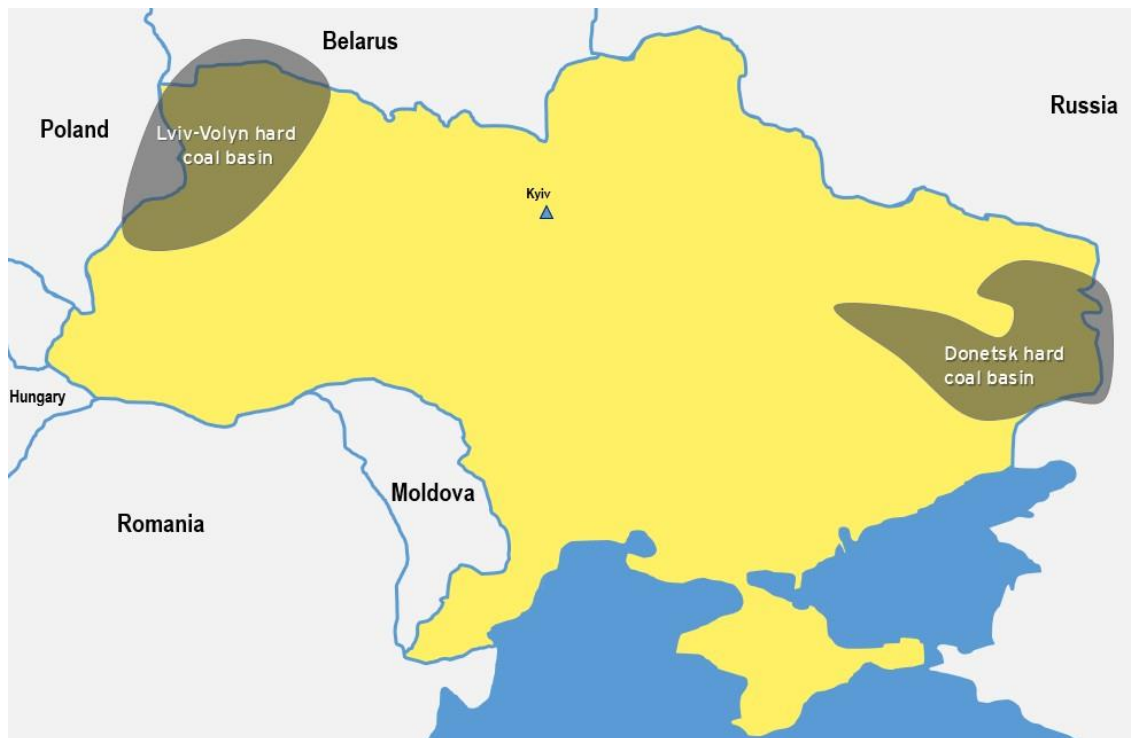 Belarus
Russia
Poland
Lviv-Volyn hard
coal basin
Kyiv
Donetsk hard
coal basin
Hungary
Moldova
Romania